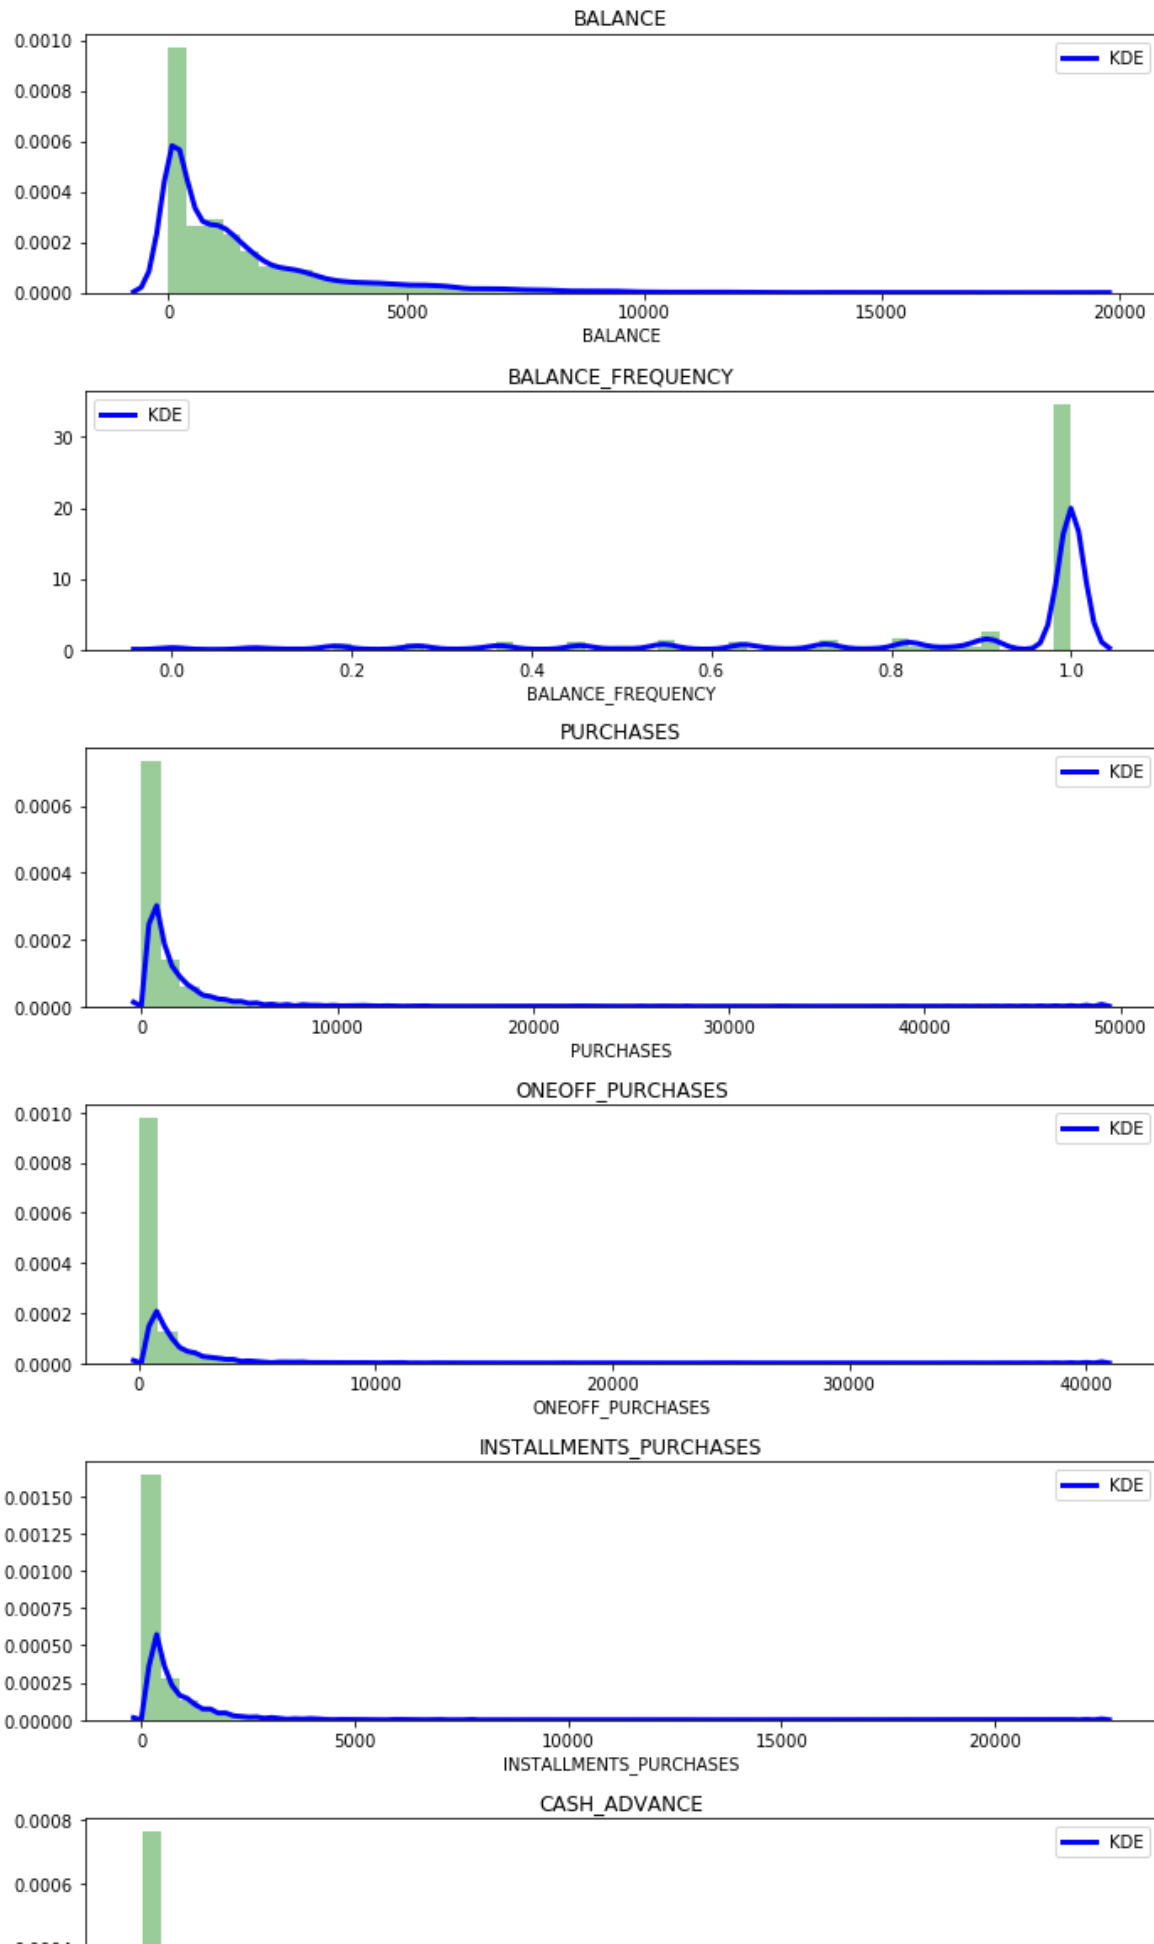 BALANCE
KDE
0.0010
0.0008
0.0006
0.0004
0.0002
0.0000
0 5000 10000 15000 20000
BALANCE
BALANCE_FREQUENCY
KDE
30
20
10
0
0.0 0.2 0.4 0.6 0.8 1.0
BALANCE_FREQUENCY
PURCHASES
KDE
0.0006
0.0004
0.0002
0.0000
0 10000 20000 30000 40000 50000
PURCHASES
ONEOFF_PURCHASES
KDE
0.0010
0.0008
0.0006
0.0004
0.0002
0.0000
0 10000 20000 30000 40000
ONEOFF_PURCHASES
INSTALLMENTS_PURCHASES
KDE
0.00150
0.00125
0.00100
0.00075
0.00050
0.00025
0.00000
0 5000 10000 15000 20000
INSTALLMENTS_PURCHASES
CASH_ADVANCE
0.0008
KDE
0.0006